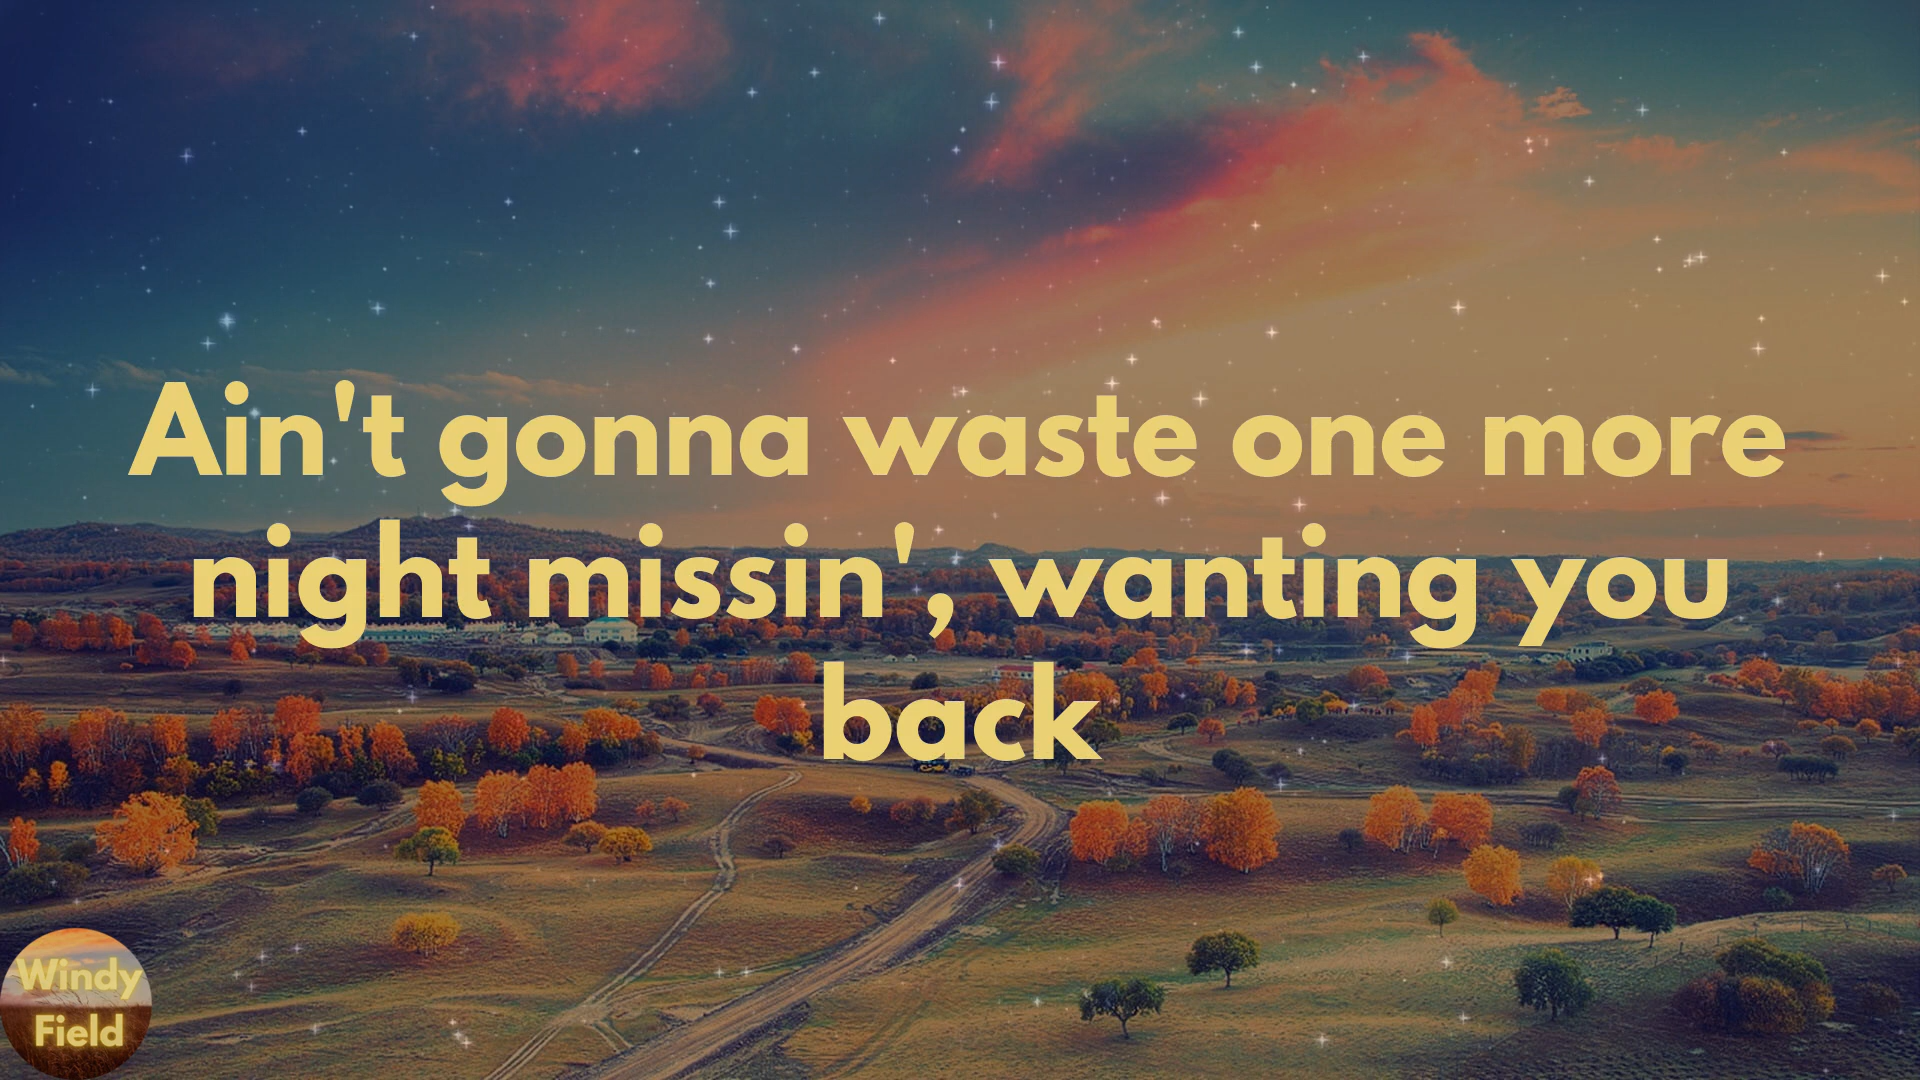 Ain't gonna waste one more
night missin', wanting you
back
Windy
Field